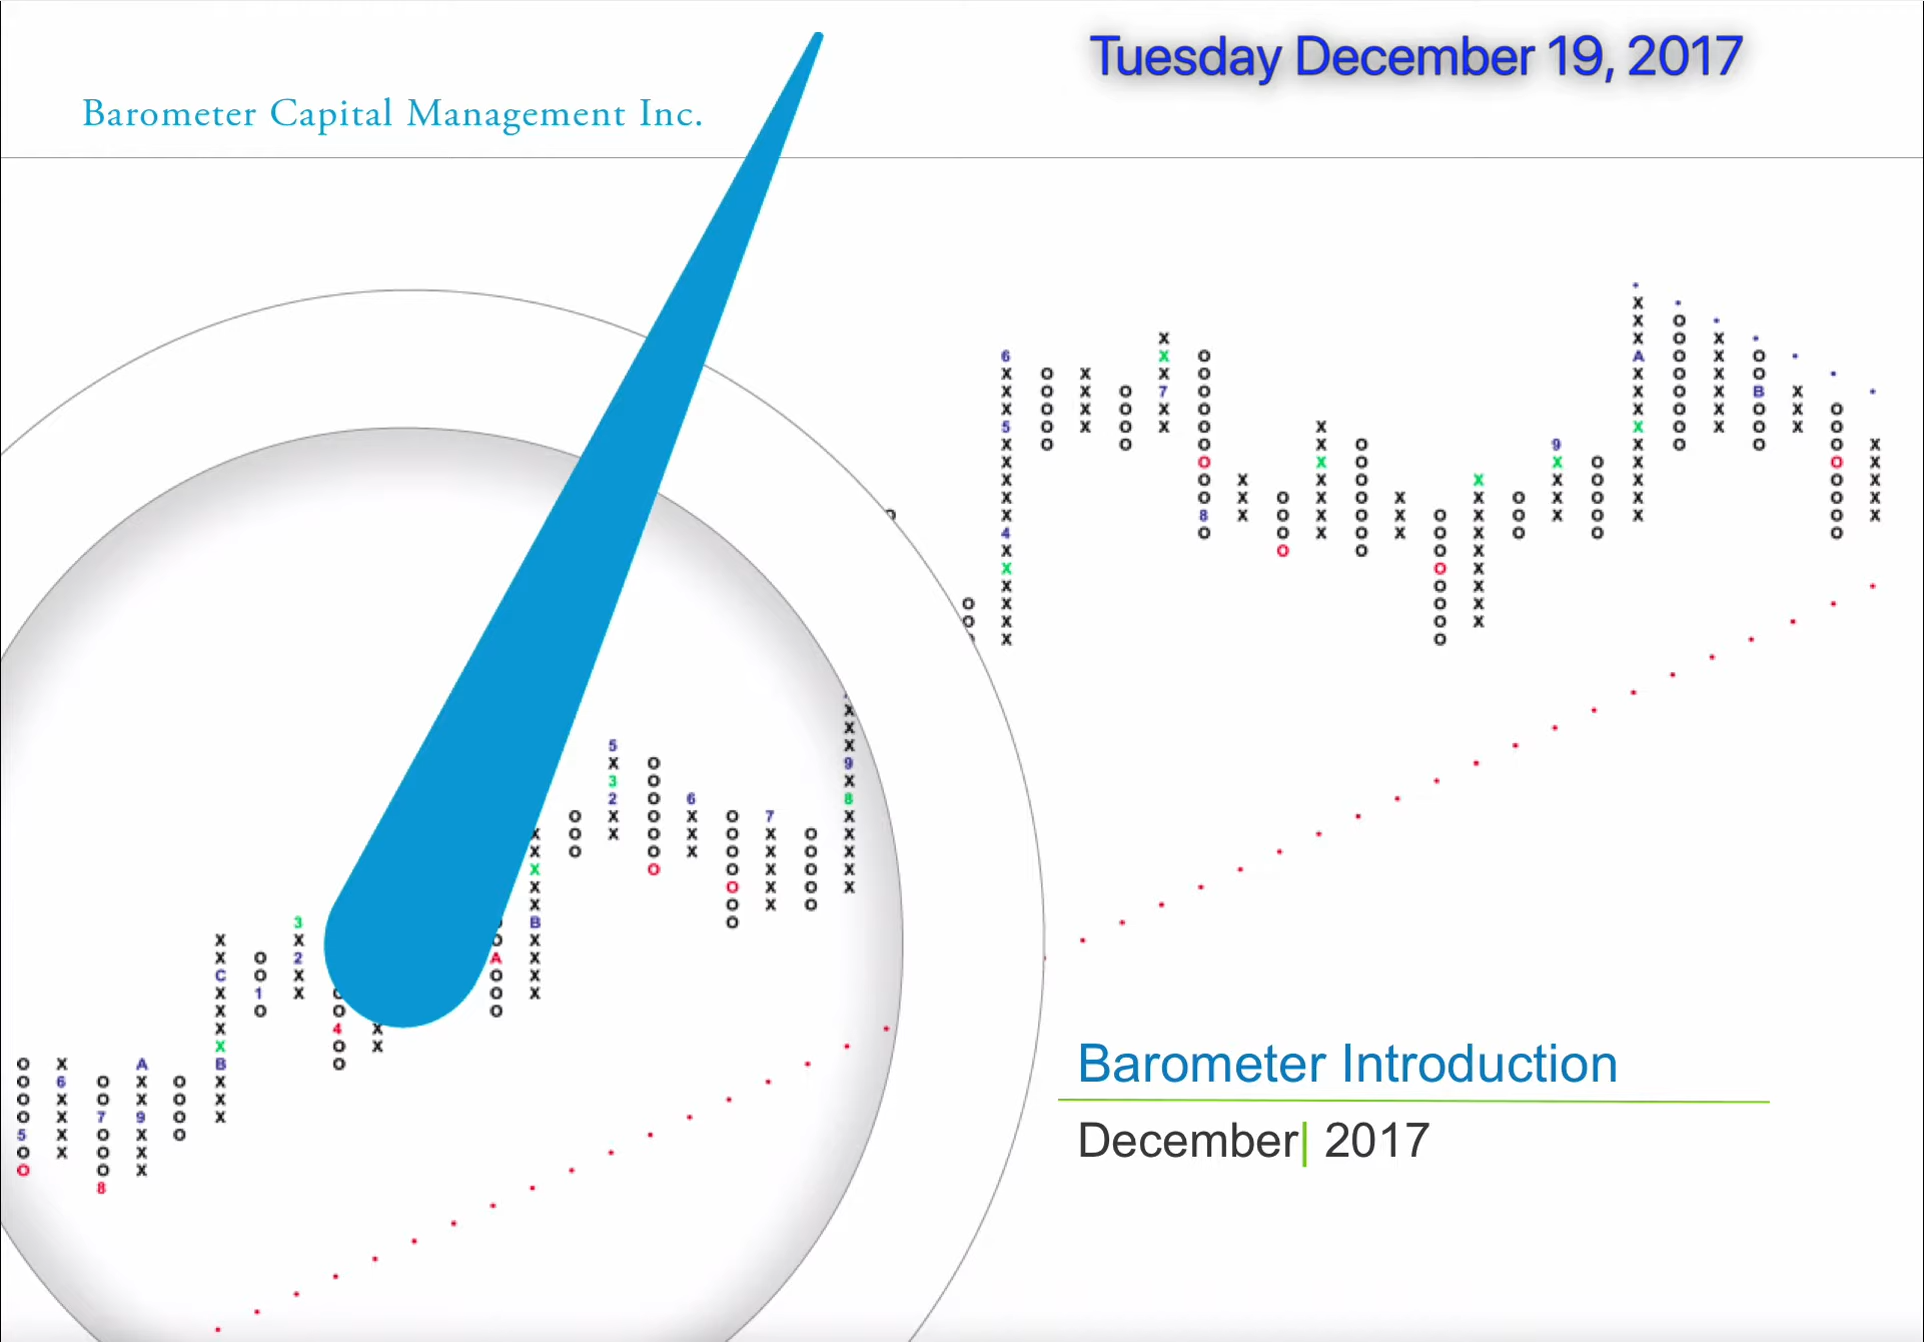 Tuesday December 19, 2017
Barometer Capital Management Inc.
Barometer Introduction
December| 2017